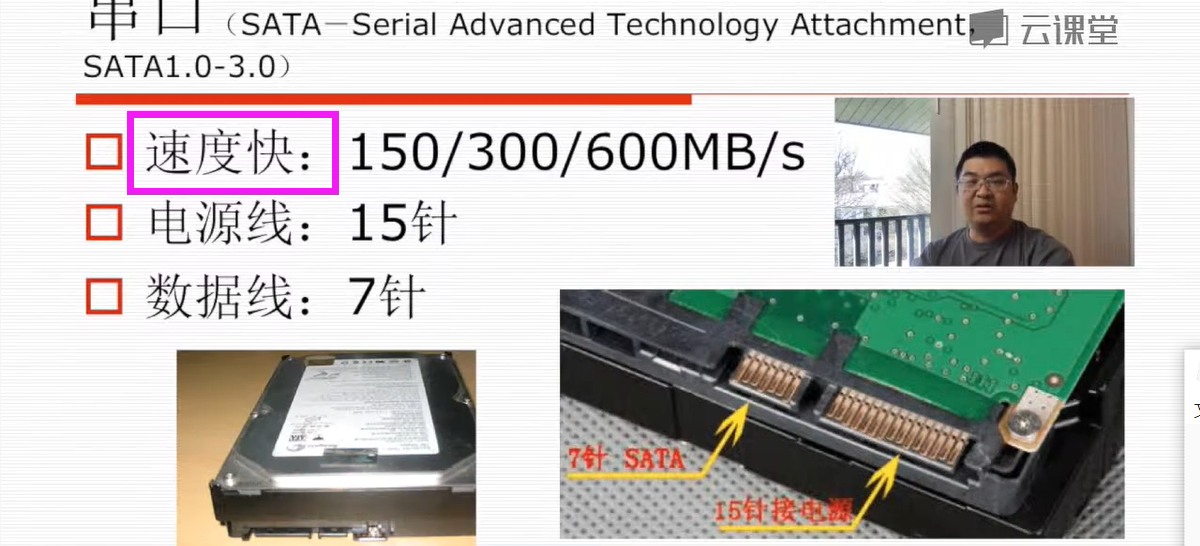 串口（SATA－Serial Advanced Technology Attachment,
云课堂
SATA1.0-3.0）
速度快：150/300/600MB/s
电源线：15针
数据线：7针
7针 SATA
15针接电源